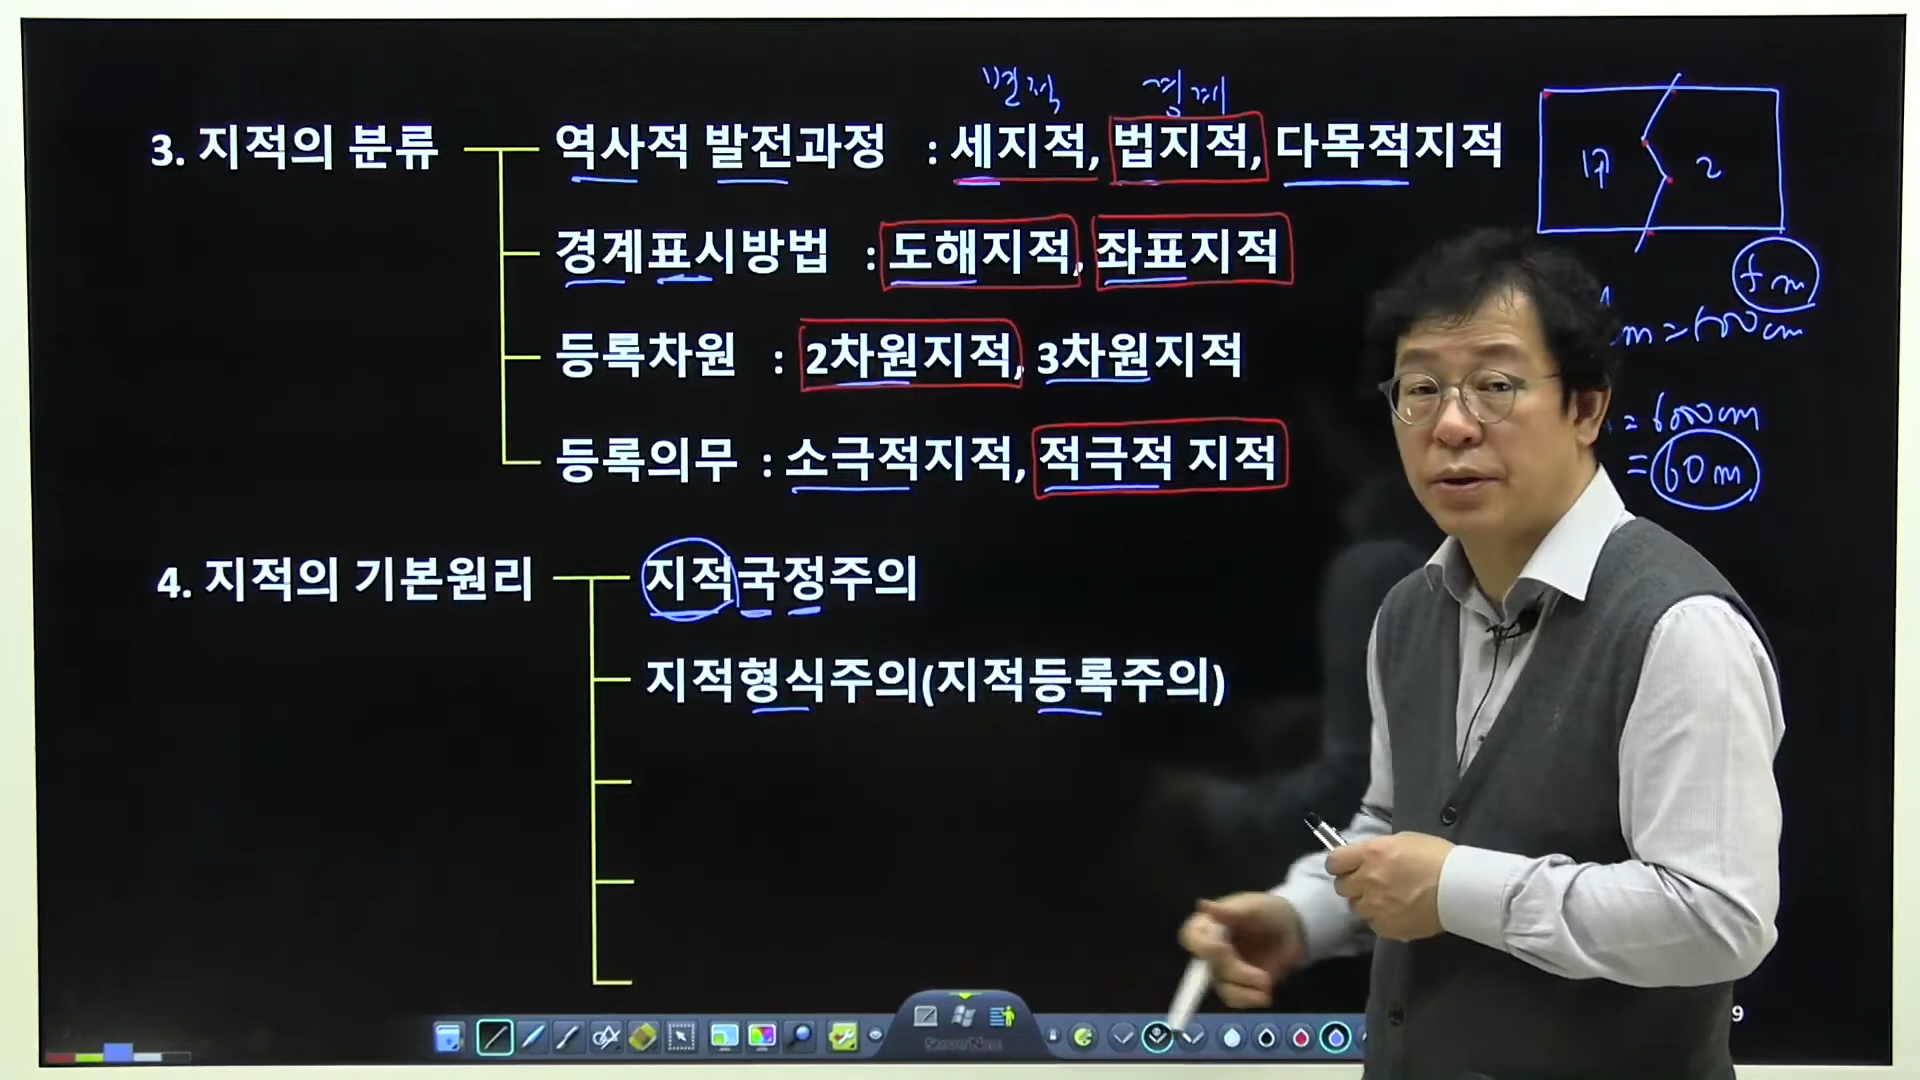 면적 경계
3. 지적의 분류 역사적 발전과정 : 세지적, 법지적, 다목적지적
경계표시방법 : 도해지적, 좌표지적
등록차원 : 2차원지적, 3차원지적
등록의무 : 소극적지적, 적극적 지적
4. 지적의 기본원리 지적국정주의
지적형식주의(지적등록주의)
2
m
= 6000cm
= 60m
9